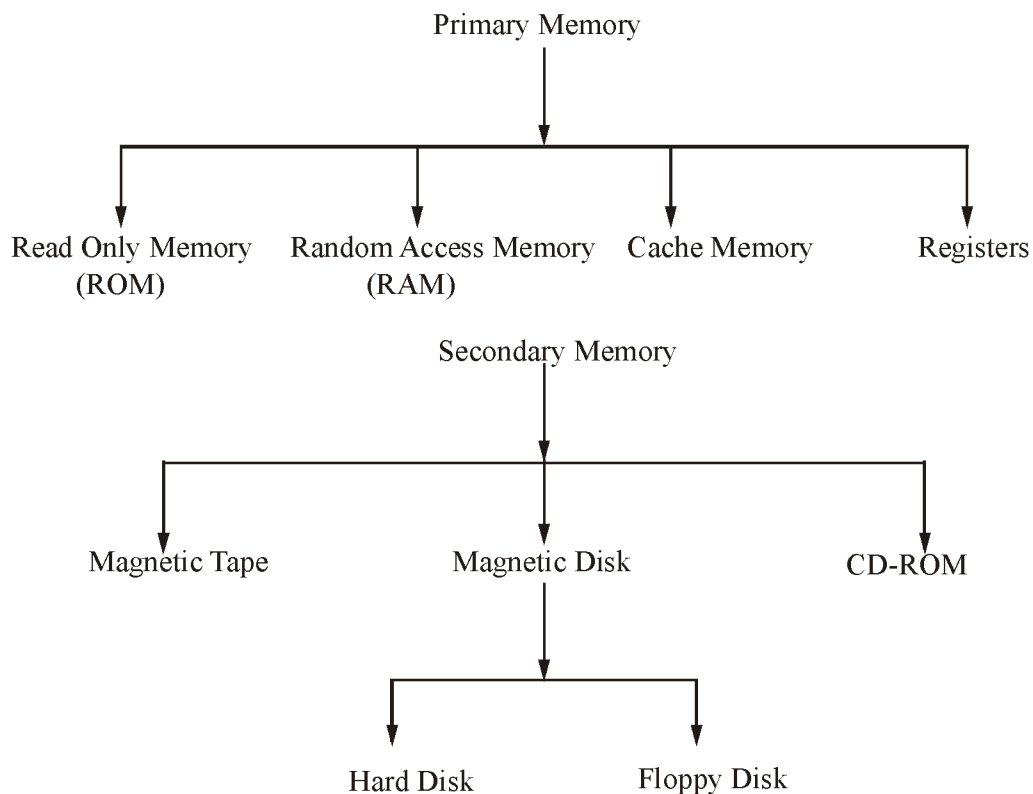 Primary Memory
Read Only Memory
(ROM)
Random Access Memory
(RAM)
Cache Memory
Registers
Secondary Memory
Magnetic Tape
Magnetic Disk
CD-ROM
Hard Disk
Floppy Disk